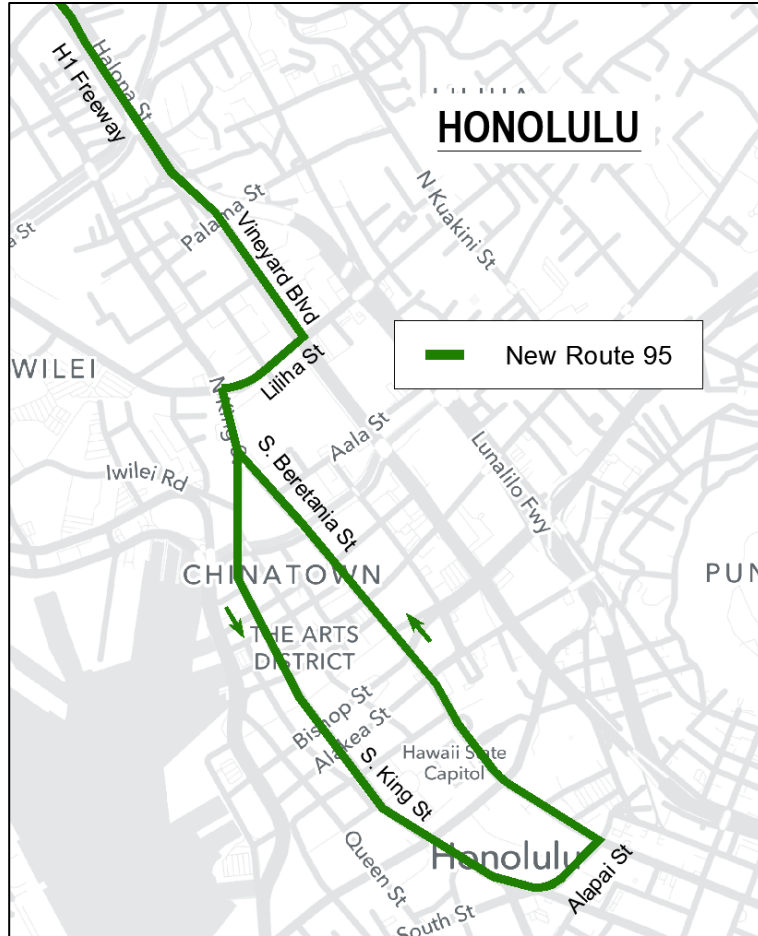 Halona St
H1 Freeway
HONOLULU
N Kuakini St
Palama St
Vineyard Blvd
New Route 95
WILEI
Liliha St
N King St
Aala St
S. Beretania St
Lunalilo Fwy
Iwilei Rd
CHINATOWN
PUN
THE ARTS
DISTRICT
Bishop St
Alakea St
Hawaii State
Capitol
S. King St
Queen St
Honolulu
Alapai St
South St